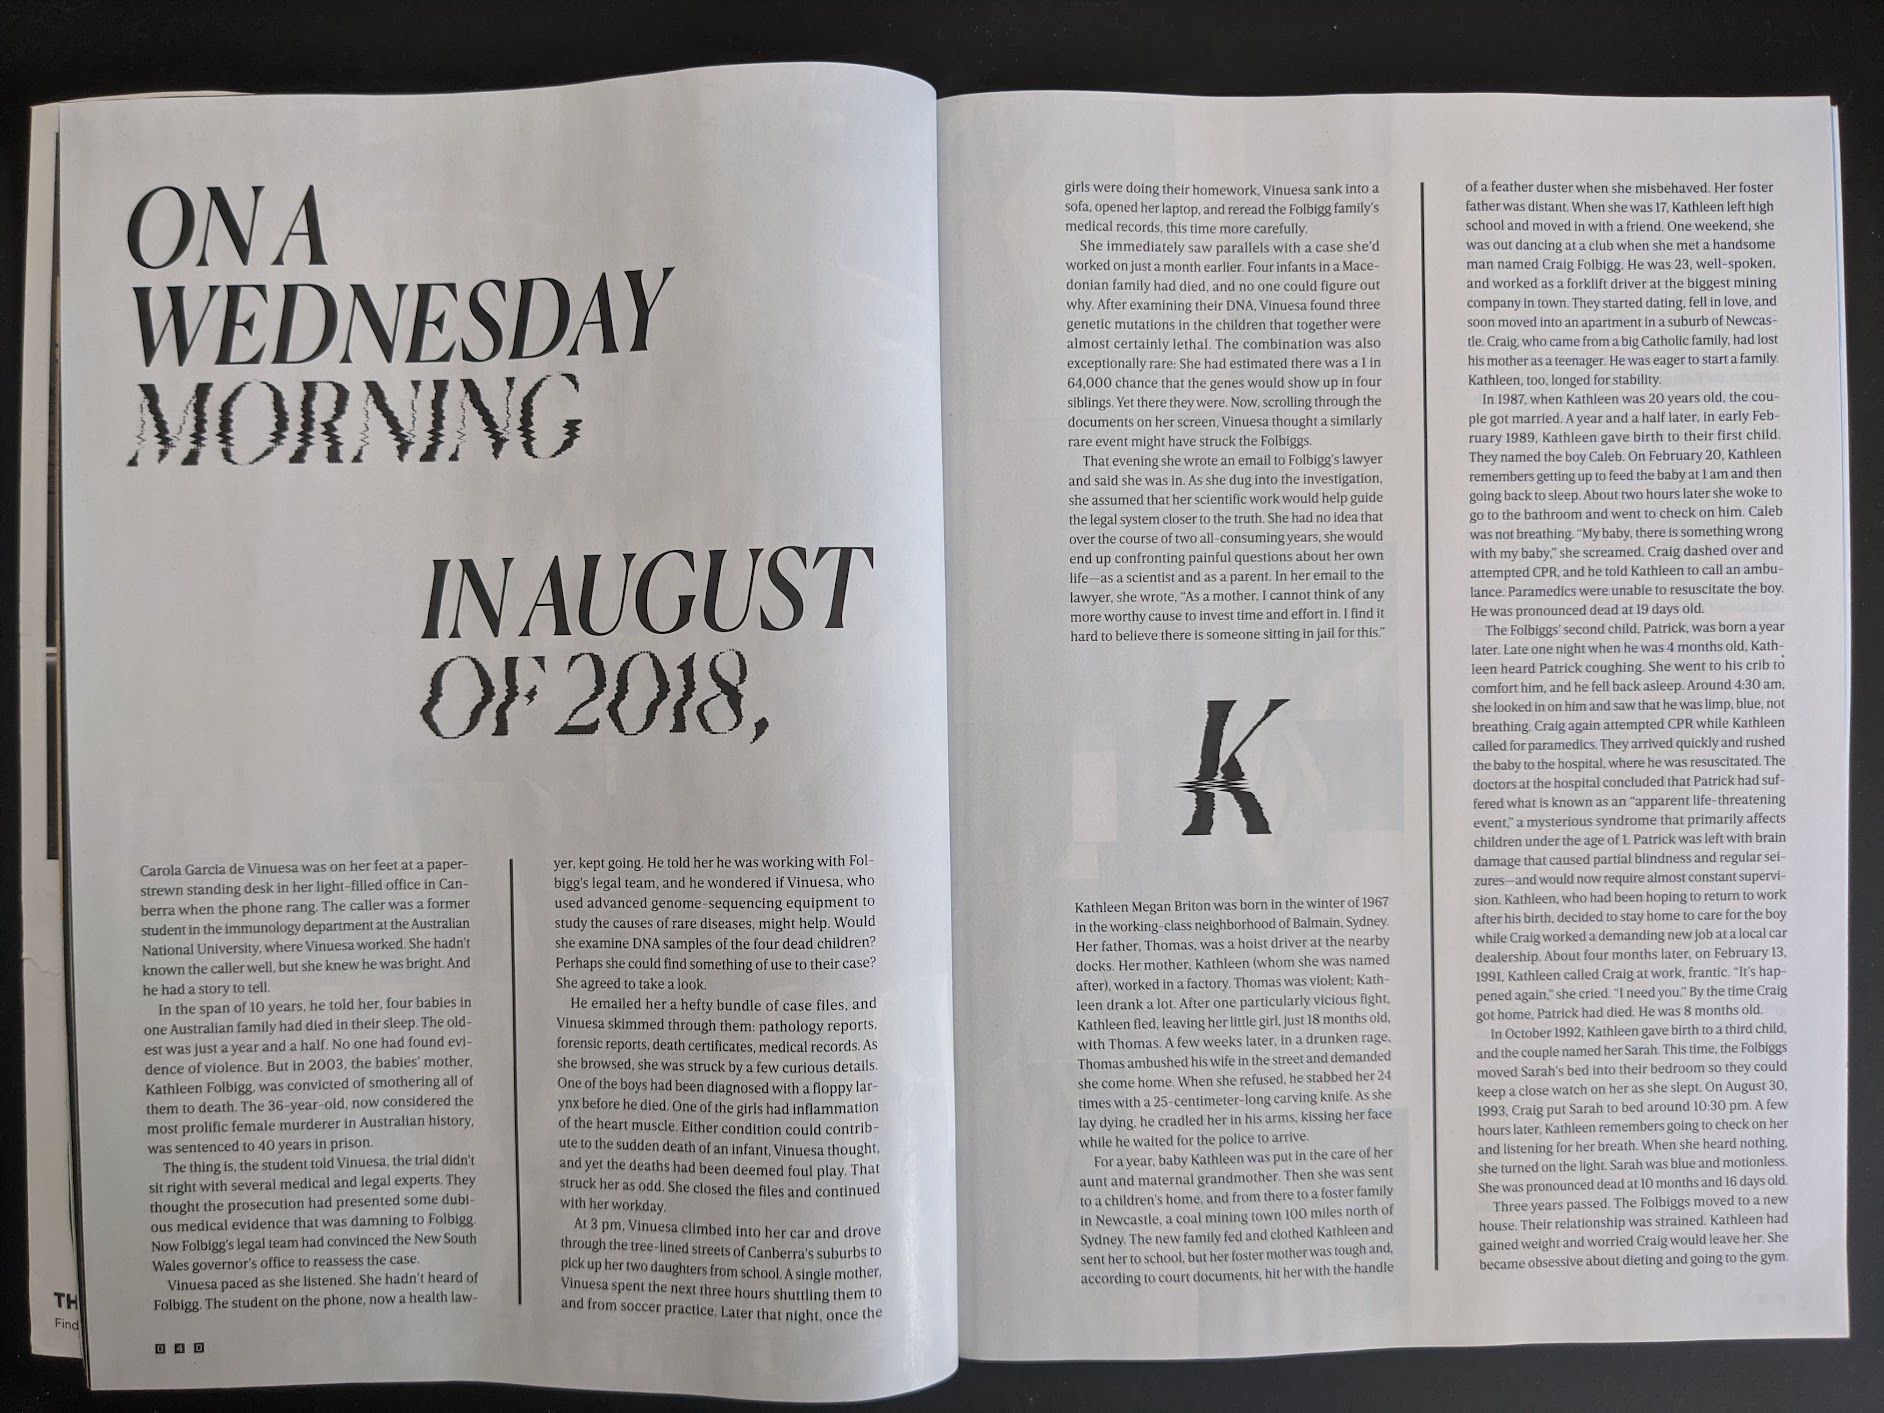 ON A
WEDNESDAY
MORNING
IN AUGUST
OF 2018,
Carola Garcia de Vinuesa was on her feet at a paper-
strewn standing desk in her light-filled office in Can-
berra when the phone rang. The caller was a former
student in the immunology department at the Australian
National University, where Vinuesa worked. She hadn't
known the caller well, but she knew he was bright. And
he had a story to tell.
In the span of 10 years, he told her, four babies in
one Australian family had died in their sleep. The old-
est was just a year and a half. No one had found evi-
dence of violence. But in 2003, the babies' mother,
Kathleen Folbigg, was convicted of smothering all of
them to death. The 36-year-old, now considered the
most prolific female murderer in Australian history,
was sentenced to 40 years in prison.
The thing is, the student told Vinuesa, the trial didn't
sit right with several medical and legal experts. They
thought the prosecution had presented some dubi-
ous medical evidence that was damning to Folbigg.
Now Folbigg's legal team had convinced the New South
Wales governor's office to reassess the case.
Vinuesa paced as she listened. She hadn't heard of
Folbigg. The student on the phone, now a health law-
yer, kept going. He told her he was working with Fol-
bigg's legal team, and he wondered if Vinuesa, who
used advanced genome-sequencing equipment to
study the causes of rare diseases, might help. Would
she examine DNA samples of the four dead children?
Perhaps she could find something of use to their case?
She agreed to take a look.
He emailed her a hefty bundle of case files, and
Vinuesa skimmed through them: pathology reports,
forensic reports, death certificates, medical records. As
she browsed, she was struck by a few curious details.
One of the boys had been diagnosed with a floppy lar-
ynx before he died. One of the girls had inflammation
of the heart muscle. Either condition could contrib-
ute to the sudden death of an infant, Vinuesa thought,
and yet the deaths had been deemed foul play. That
struck her as odd. She closed the files and continued
with her workday.
At 3 pm, Vinuesa climbed into her car and drove
through the tree-lined streets of Canberra's suburbs to
pick up her two daughters from school. A single mother,
Vinuesa spent the next three hours shuttling them to
and from soccer practice. Later that night, once the
040
TH
Find
girls were doing their homework, Vinuesa sank into a
sofa, opened her laptop, and reread the Folbigg family's
medical records, this time more carefully.
She immediately saw parallels with a case she'd
worked on just a month earlier. Four infants in a Mace-
donian family had died, and no one could figure out
why. After examining their DNA, Vinuesa found three
genetic mutations in the children that together were
almost certainly lethal. The combination was also
exceptionally rare: She had estimated there was a 1 in
64,000 chance that the genes would show up in four
siblings. Yet there they were. Now, scrolling through the
documents on her screen, Vinuesa thought a similarly
rare event might have struck the Folbiggs.
That evening she wrote an email to Folbigg's lawyer
and said she was in. As she dug into the investigation,
she assumed that her scientific work would help guide
the legal system closer to the truth. She had no idea that
over the course of two all-consuming years, she would
end up confronting painful questions about her own
life—as a scientist and as a parent. In her email to the
lawyer, she wrote, “As a mother, I cannot think of any
more worthy cause to invest time and effort in. I find it
hard to believe there is someone sitting in jail for this.”
K
Kathleen Megan Briton was born in the winter of 1967
in the working-class neighborhood of Balmain, Sydney.
Her father, Thomas, was a hoist driver at the nearby
docks. Her mother, Kathleen (whom she was named
after), worked in a factory. Thomas was violent; Kath-
leen drank a lot. After one particularly vicious fight,
Kathleen fled, leaving her little girl, just 18 months old,
with Thomas. A few weeks later, in a drunken rage,
Thomas ambushed his wife in the street and demanded
she come home. When she refused, he stabbed her 24
times with a 25-centimeter-long carving knife. As she
lay dying, he cradled her in his arms, kissing her face
while he waited for the police to arrive.
For a year, baby Kathleen was put in the care of her
aunt and maternal grandmother. Then she was sent
to a children's home, and from there to a foster family
in Newcastle, a coal mining town 100 miles north of
Sydney. The new family fed and clothed Kathleen and
sent her to school, but her foster mother was tough and,
according to court documents, hit her with the handle
of a feather duster when she misbehaved. Her foster
father was distant. When she was 17, Kathleen left high
school and moved in with a friend. One weekend, she
was out dancing at a club when she met a handsome
man named Craig Folbigg. He was 23, well-spoken,
and worked as a forklift driver at the biggest mining
company in town. They started dating, fell in love, and
soon moved into an apartment in a suburb of Newcas-
tle. Craig, who came from a big Catholic family, had lost
his mother as a teenager. He was eager to start a family.
Kathleen, too, longed for stability.
In 1987, when Kathleen was 20 years old, the cou-
ple got married. A year and a half later, in early Feb-
ruary 1989, Kathleen gave birth to their first child.
They named the boy Caleb. On February 20, Kathleen
remembers getting up to feed the baby at 1 am and then
going back to sleep. About two hours later she woke to
go to the bathroom and went to check on him. Caleb
was not breathing. “My baby, there is something wrong
with my baby,” she screamed. Craig dashed over and
attempted CPR, and he told Kathleen to call an ambu-
lance. Paramedics were unable to resuscitate the boy.
He was pronounced dead at 19 days old.
The Folbiggs' second child, Patrick, was born a year
later. Late one night when he was 4 months old, Kath-
leen heard Patrick coughing. She went to his crib to
comfort him, and he fell back asleep. Around 4:30 am,
she looked in on him and saw that he was limp, blue, not
breathing. Craig again attempted CPR while Kathleen
called for paramedics. They arrived quickly and rushed
the baby to the hospital, where he was resuscitated. The
doctors at the hospital concluded that Patrick had suf-
fered what is known as an “apparent life-threatening
event,” a mysterious syndrome that primarily affects
children under the age of 1. Patrick was left with brain
damage that caused partial blindness and regular sei-
zures—and would now require almost constant supervi-
sion. Kathleen, who had been hoping to return to work
after his birth, decided to stay home to care for the boy
while Craig worked a demanding new job at a local car
dealership. About four months later, on February 13,
1991, Kathleen called Craig at work, frantic. “It's hap-
pened again,” she cried. “I need you.” By the time Craig
got home, Patrick had died. He was 8 months old.
In October 1992, Kathleen gave birth to a third child,
and the couple named her Sarah. This time, the Folbiggs
moved Sarah's bed into their bedroom so they could
keep a close watch on her as she slept. On August 30,
1993, Craig put Sarah to bed around 10:30 pm. A few
hours later, Kathleen remembers going to check on her
and listening for her breath. When she heard nothing,
she turned on the light. Sarah was blue and motionless.
She was pronounced dead at 10 months and 16 days old.
Three years passed. The Folbiggs moved to a new
house. Their relationship was strained. Kathleen had
gained weight and worried Craig would leave her. She
became obsessive about dieting and going to the gym.